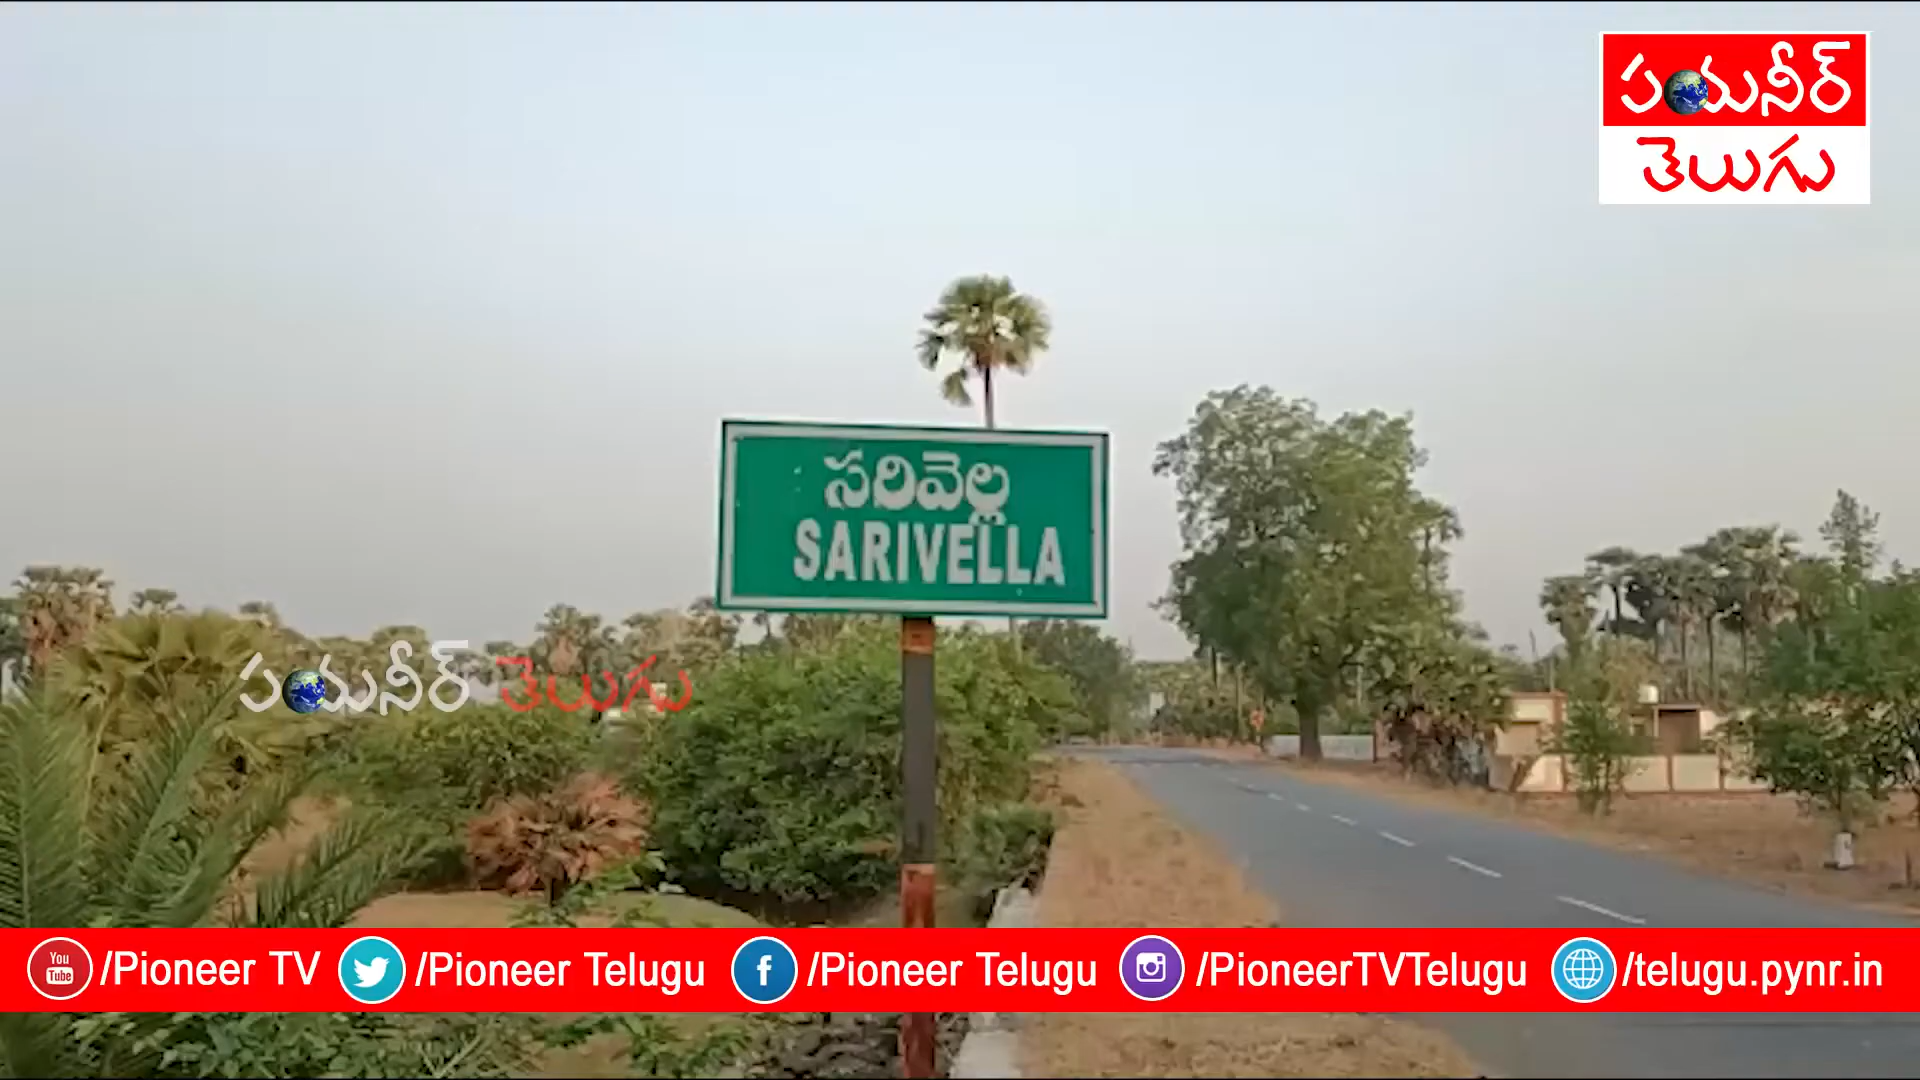 పయనీర్
తెలుగు
సరివెల్ల
SARIVELLA
పయనీర్ తెలుగు
You Tube /Pioneer TV /Pioneer Telugu f /Pioneer Telugu /PioneerTVTelugu /telugu.pynr.in